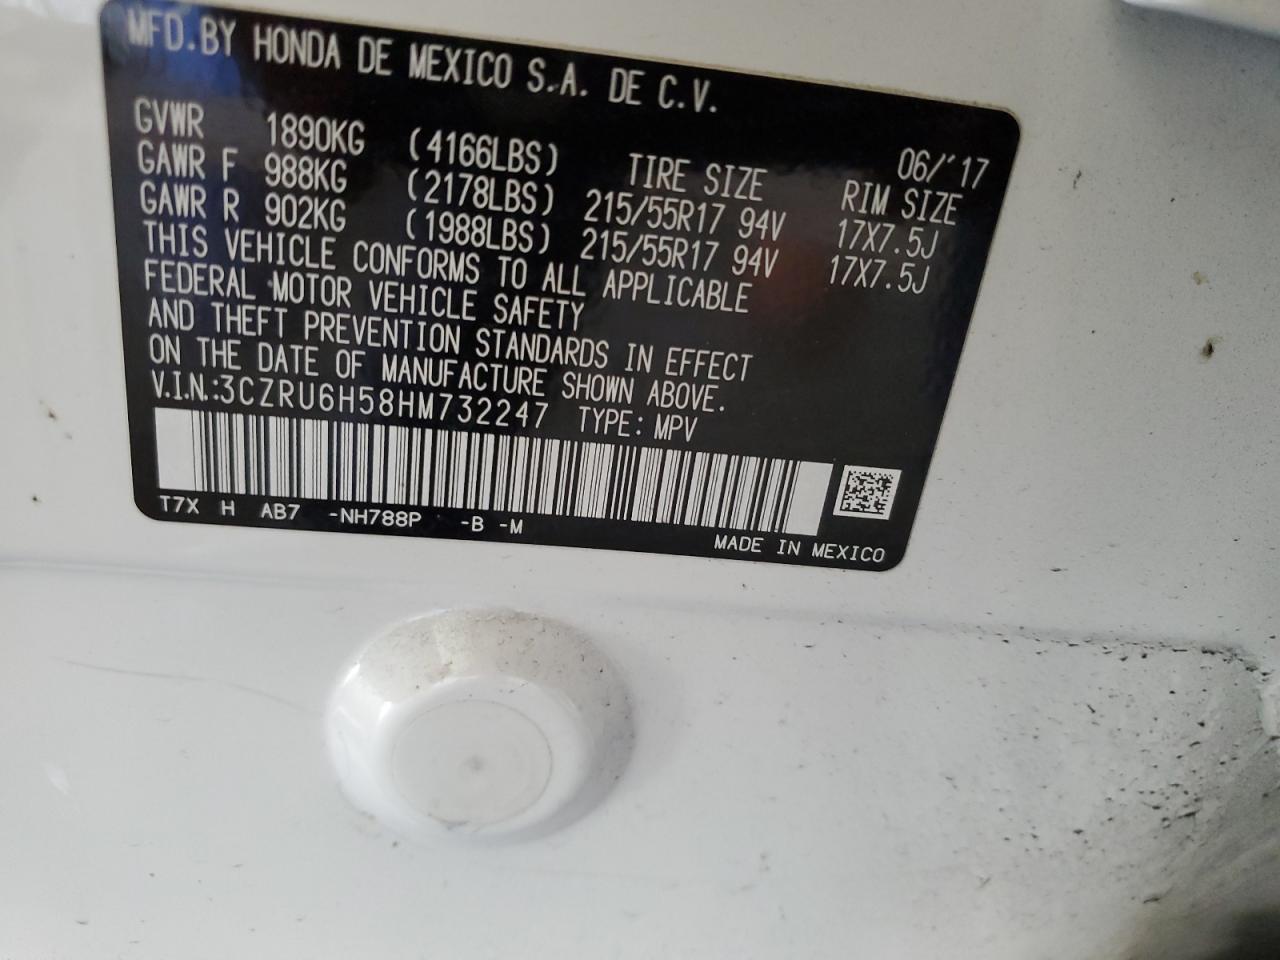 MFD.BY HONDA DE MEXICO S.A. DE C.V.
06/'17
GVWR 1890KG (4166LBS) TIRE SIZE RIM SIZE
GAWR F 988KG (2178LBS) 215/55R17 94V 17X7.5J
GAWR R 902KG (1988LBS) 215/55R17 94V 17X7.5J
THIS VEHICLE CONFORMS TO ALL APPLICABLE
FEDERAL MOTOR VEHICLE SAFETY
AND THEFT PREVENTION STANDARDS IN EFFECT
ON THE DATE OF MANUFACTURE SHOWN ABOVE.
V.I.N.:3CZRU6H58HM732247 TYPE: MPV
T7X H AB7 -NH788P -B -M
MADE IN MEXICO